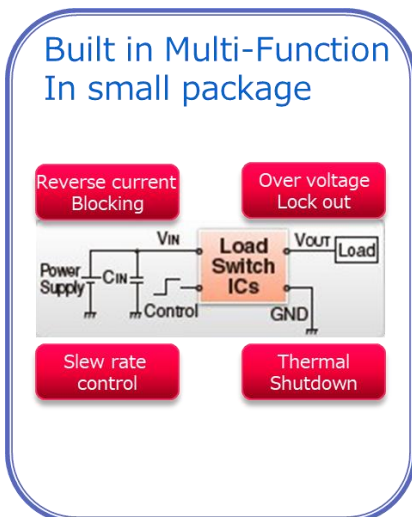 Built in Multi-Function
In small package
Reverse current
Blocking
Over voltage
Lock out
VIN
Load
Switch
ICs
VOUT
Load
Power
Supply
CIN
Control
GND
Slew rate
control
Thermal
Shutdown